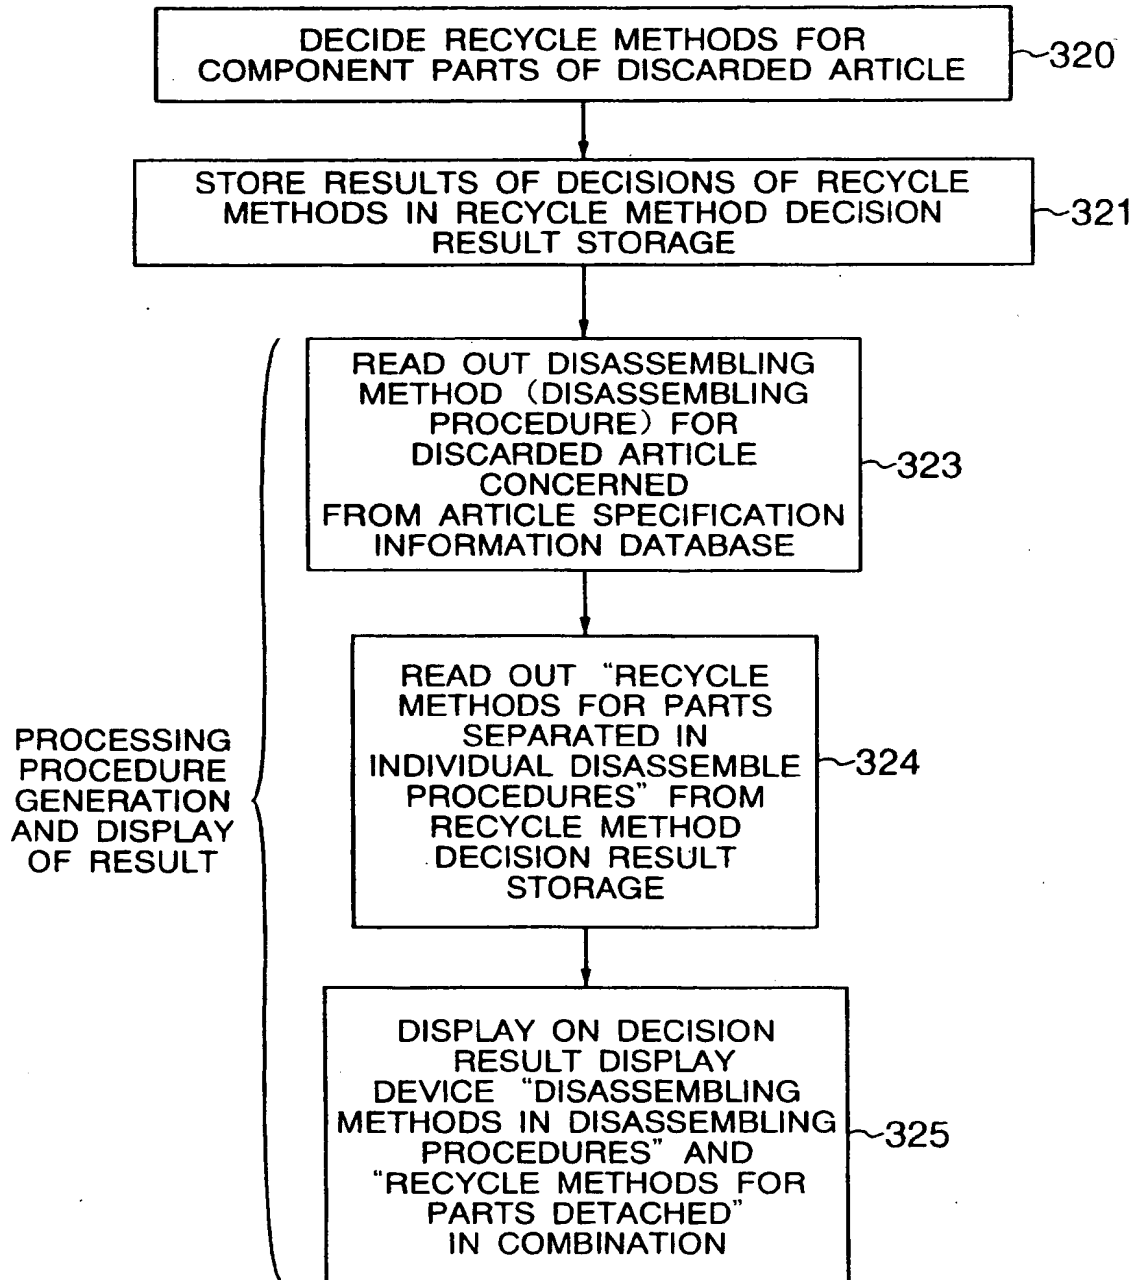 DECIDE RECYCLE METHODS FOR
COMPONENT PARTS OF DISCARDED ARTICLE
320
STORE RESULTS OF DECISIONS OF RECYCLE
METHODS IN RECYCLE METHOD DECISION
RESULT STORAGE
321
READ OUT DISASSEMBLING
METHOD (DISASSEMBLING
PROCEDURE) FOR
DISCARDED ARTICLE
CONCERNED
FROM ARTICLE SPECIFICATION
INFORMATION DATABASE
323
PROCESSING
PROCEDURE
GENERATION
AND DISPLAY
OF RESULT
READ OUT "RECYCLE
METHODS FOR PARTS
SEPARATED IN
INDIVIDUAL DISASSEMBLE
PROCEDURES" FROM
RECYCLE METHOD
DECISION RESULT
STORAGE
324
DISPLAY ON DECISION
RESULT DISPLAY
DEVICE "DISASSEMBLING
METHODS IN DISASSEMBLING
PROCEDURES" AND
"RECYCLE METHODS FOR
PARTS DETACHED"
IN COMBINATION
325